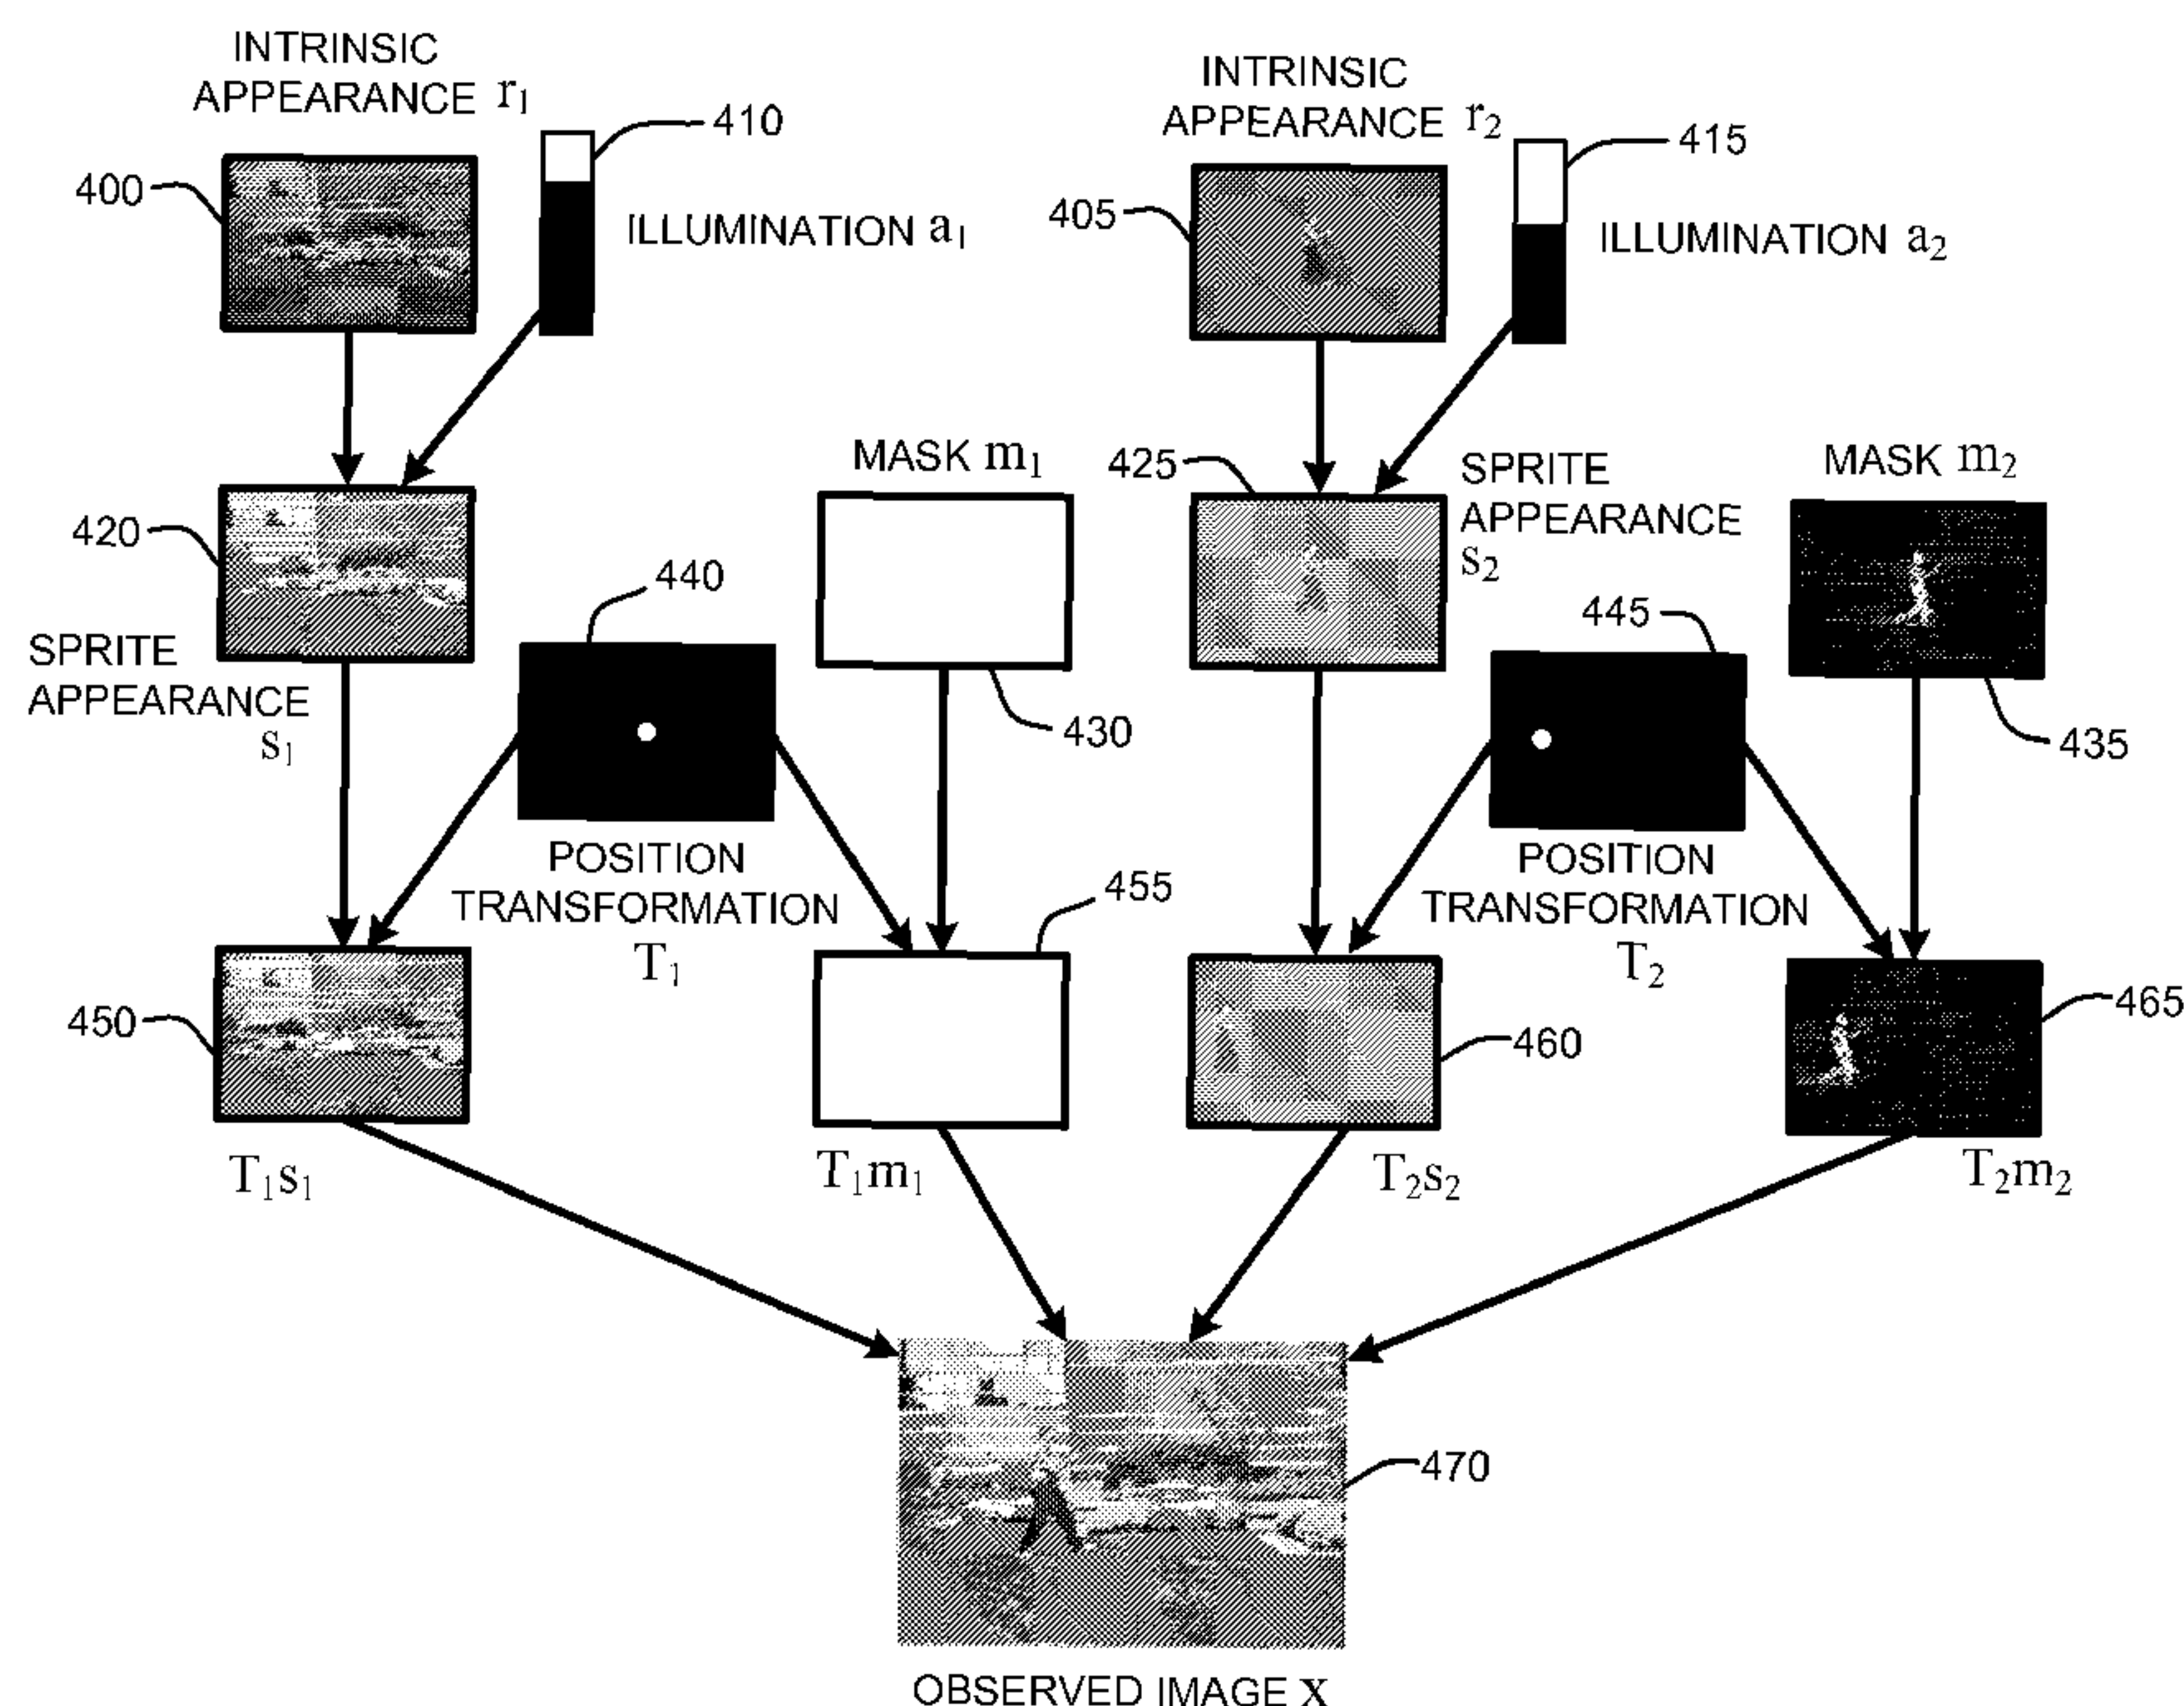 INTRINSIC
APPEARANCE r₁
410
400
ILLUMINATION a₁
INTRINSIC
APPEARANCE r₂
415
405
ILLUMINATION a₂
420
SPRITE
APPEARANCE
s₁
440
MASK m₁
430
425
SPRITE
APPEARANCE
s₂
MASK m₂
445
435
POSITION
TRANSFORMATION
T₁
455
POSITION
TRANSFORMATION
T₂
450
460
465
T₁s₁
T₁m₁
T₂s₂
T₂m₂
470
OBSERVED IMAGE x